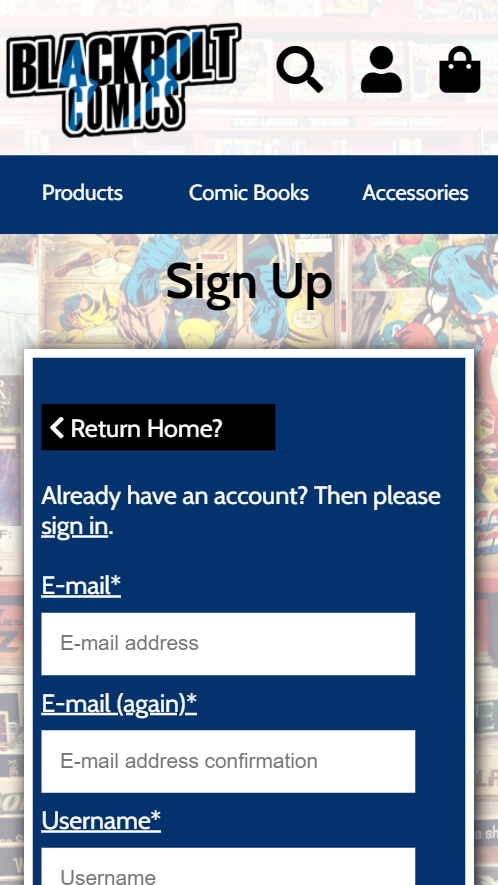 BLACKBOLT
COMICS
Products Comic Books Accessories
Sign Up
Return Home?
Already have an account? Then please
sign in.
E-mail*
E-mail address
E-mail (again)*
E-mail address confirmation
Username*
Username